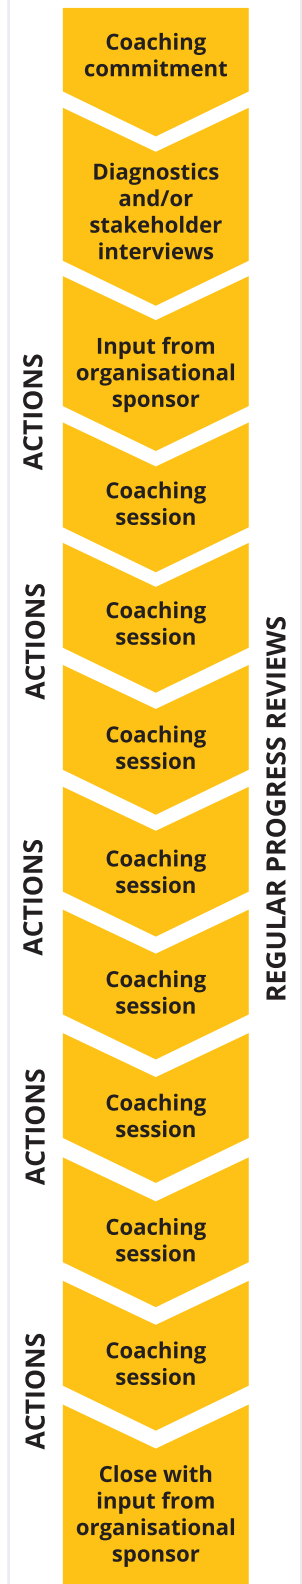 Coaching
commitment
Diagnostics
and/or
stakeholder
interviews
Input from
organisational
sponsor
ACTIONS
Coaching
session
Coaching
session
ACTIONS
Coaching
session
REGULAR PROGRESS REVIEWS
Coaching
session
ACTIONS
Coaching
session
Coaching
session
ACTIONS
Coaching
session
Coaching
session
ACTIONS
Close with
input from
organisational
sponsor